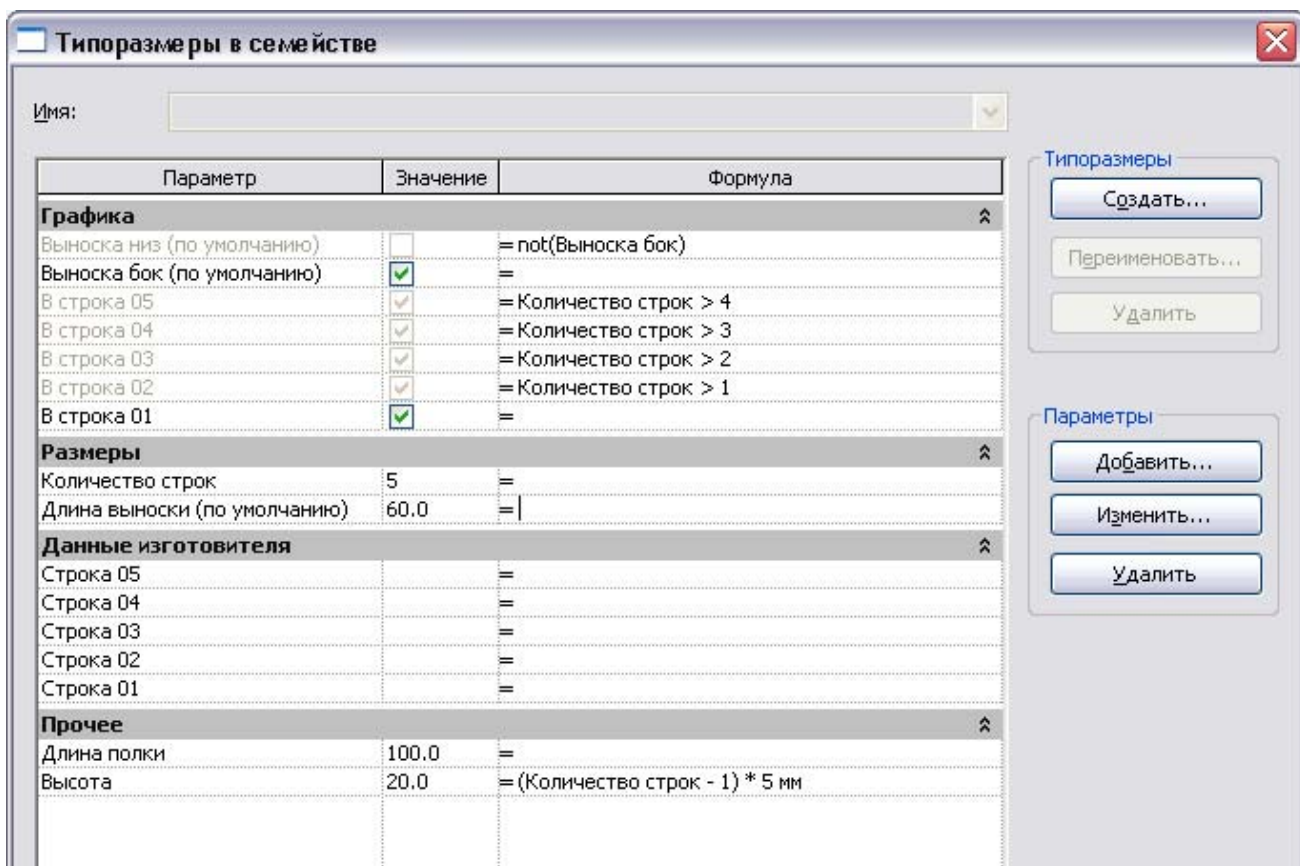 Типоразмеры в семействе
Имя:
Параметр Значение Формула
Графика
Выноска низ (по умолчанию) = not(Выноска бок)
Выноска бок (по умолчанию) =
В строка 05 = Количество строк > 4
В строка 04 = Количество строк > 3
В строка 03 = Количество строк > 2
В строка 02 = Количество строк > 1
В строка 01 =
Размеры
Количество строк 5 =
Длина выноски (по умолчанию) 60.0 =
Данные изготовителя
Строка 05 =
Строка 04 =
Строка 03 =
Строка 02 =
Строка 01 =
Прочее
Длина полки 100.0 =
Высота 20.0 = (Количество строк - 1) * 5 мм
Типоразмеры
Создать...
Переименовать...
Удалить
Параметры
Добавить...
Изменить...
Удалить